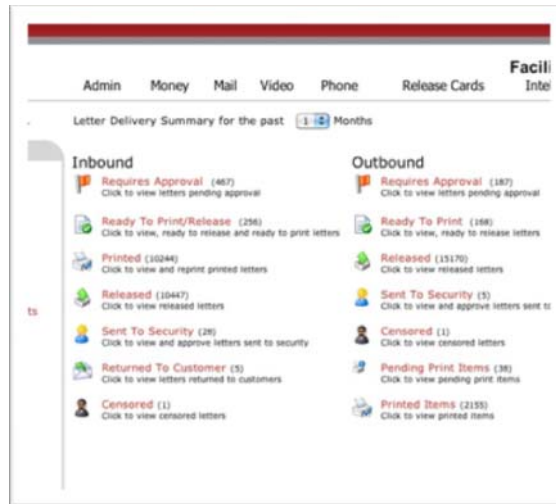 Facili
Admin Money Mail Video Phone Release Cards Intel
Letter Delivery Summary for the past 1 Months
Inbound
Requires Approval (467)
Click to view letters pending approval
Ready To Print/Release (256)
Click to view, ready to release and ready to print letters
Printed (10244)
Click to view and reprint printed letters
Released (10447)
Click to view released letters
Sent To Security (28)
Click to view and approve letters sent to security
Returned To Customer (5)
Click to view letters returned to customers
Censored (1)
Click to view censored letters
Outbound
Requires Approval (187)
Click to view letters pending approval
Ready To Print (168)
Click to view, ready to release letters
Released (15170)
Click to view released letters
Sent To Security (5)
Click to view and approve letters sent to
Censored (1)
Click to view censored letters
Pending Print Items (38)
Click to view pending print items
Printed Items (2155)
Click to view printed items
ts